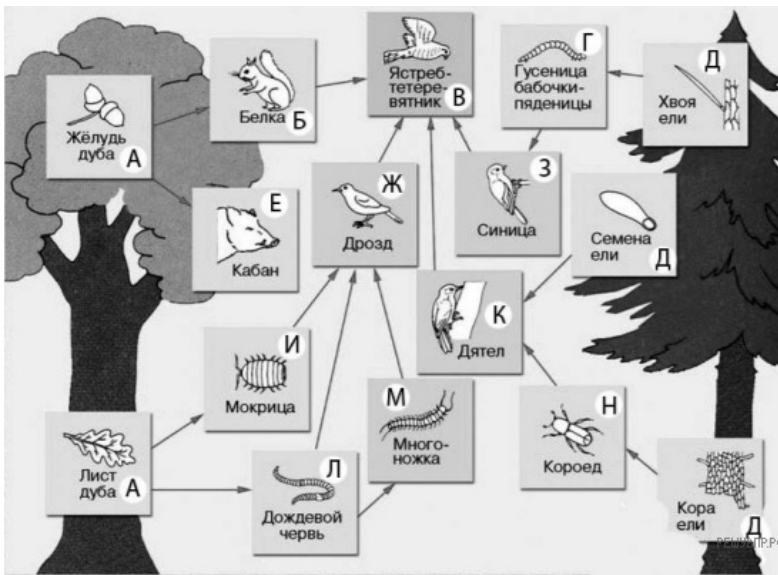 Ястреб-
тетере-
вятник
В
Г
Гусеница
бабочки-
пяденицы
Д
Хвоя
ели
Жёлудь
дуба
А
Белка
Б
Е
Кабан
Ж
Дрозд
З
Синица
Семена
ели
Д
К
Дятел
И
Мокрица
М
Много-
ножка
Н
Короед
Лист
дуба
А
Л
Дождевой
червь
Кора
ели
Д